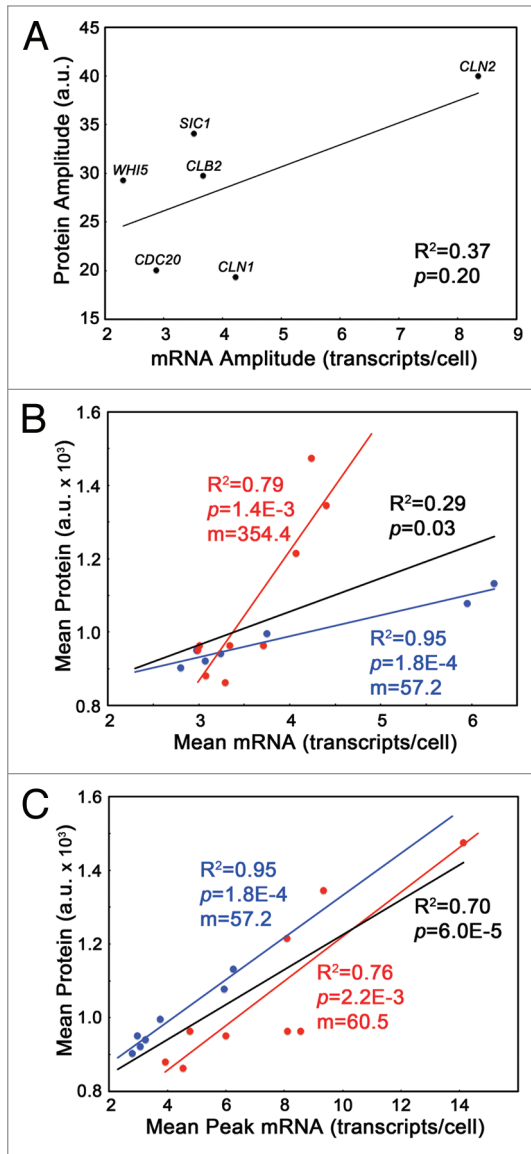 A
Protein Amplitude (a.u.)
45
40
35
30
25
20
15
CLN2
SIC1
WHI5
CLB2
CDC20
CLN1
R²=0.37
p=0.20
2 3 4 5 6 7 8 9
mRNA Amplitude (transcripts/cell)
B
Mean Protein (a.u. x 10³)
1.6
1.4
1.2
1.0
0.8
R²=0.79
p=1.4E-3
m=354.4
R²=0.29
p=0.03
R²=0.95
p=1.8E-4
m=57.2
2 3 4 5 6
Mean mRNA (transcripts/cell)
C
Mean Protein (a.u. x 10³)
1.6
1.4
1.2
1.0
0.8
R²=0.95
p=1.8E-4
m=57.2
R²=0.70
p=6.0E-5
R²=0.76
p=2.2E-3
m=60.5
2 4 6 8 10 12 14
Mean Peak mRNA (transcripts/cell)